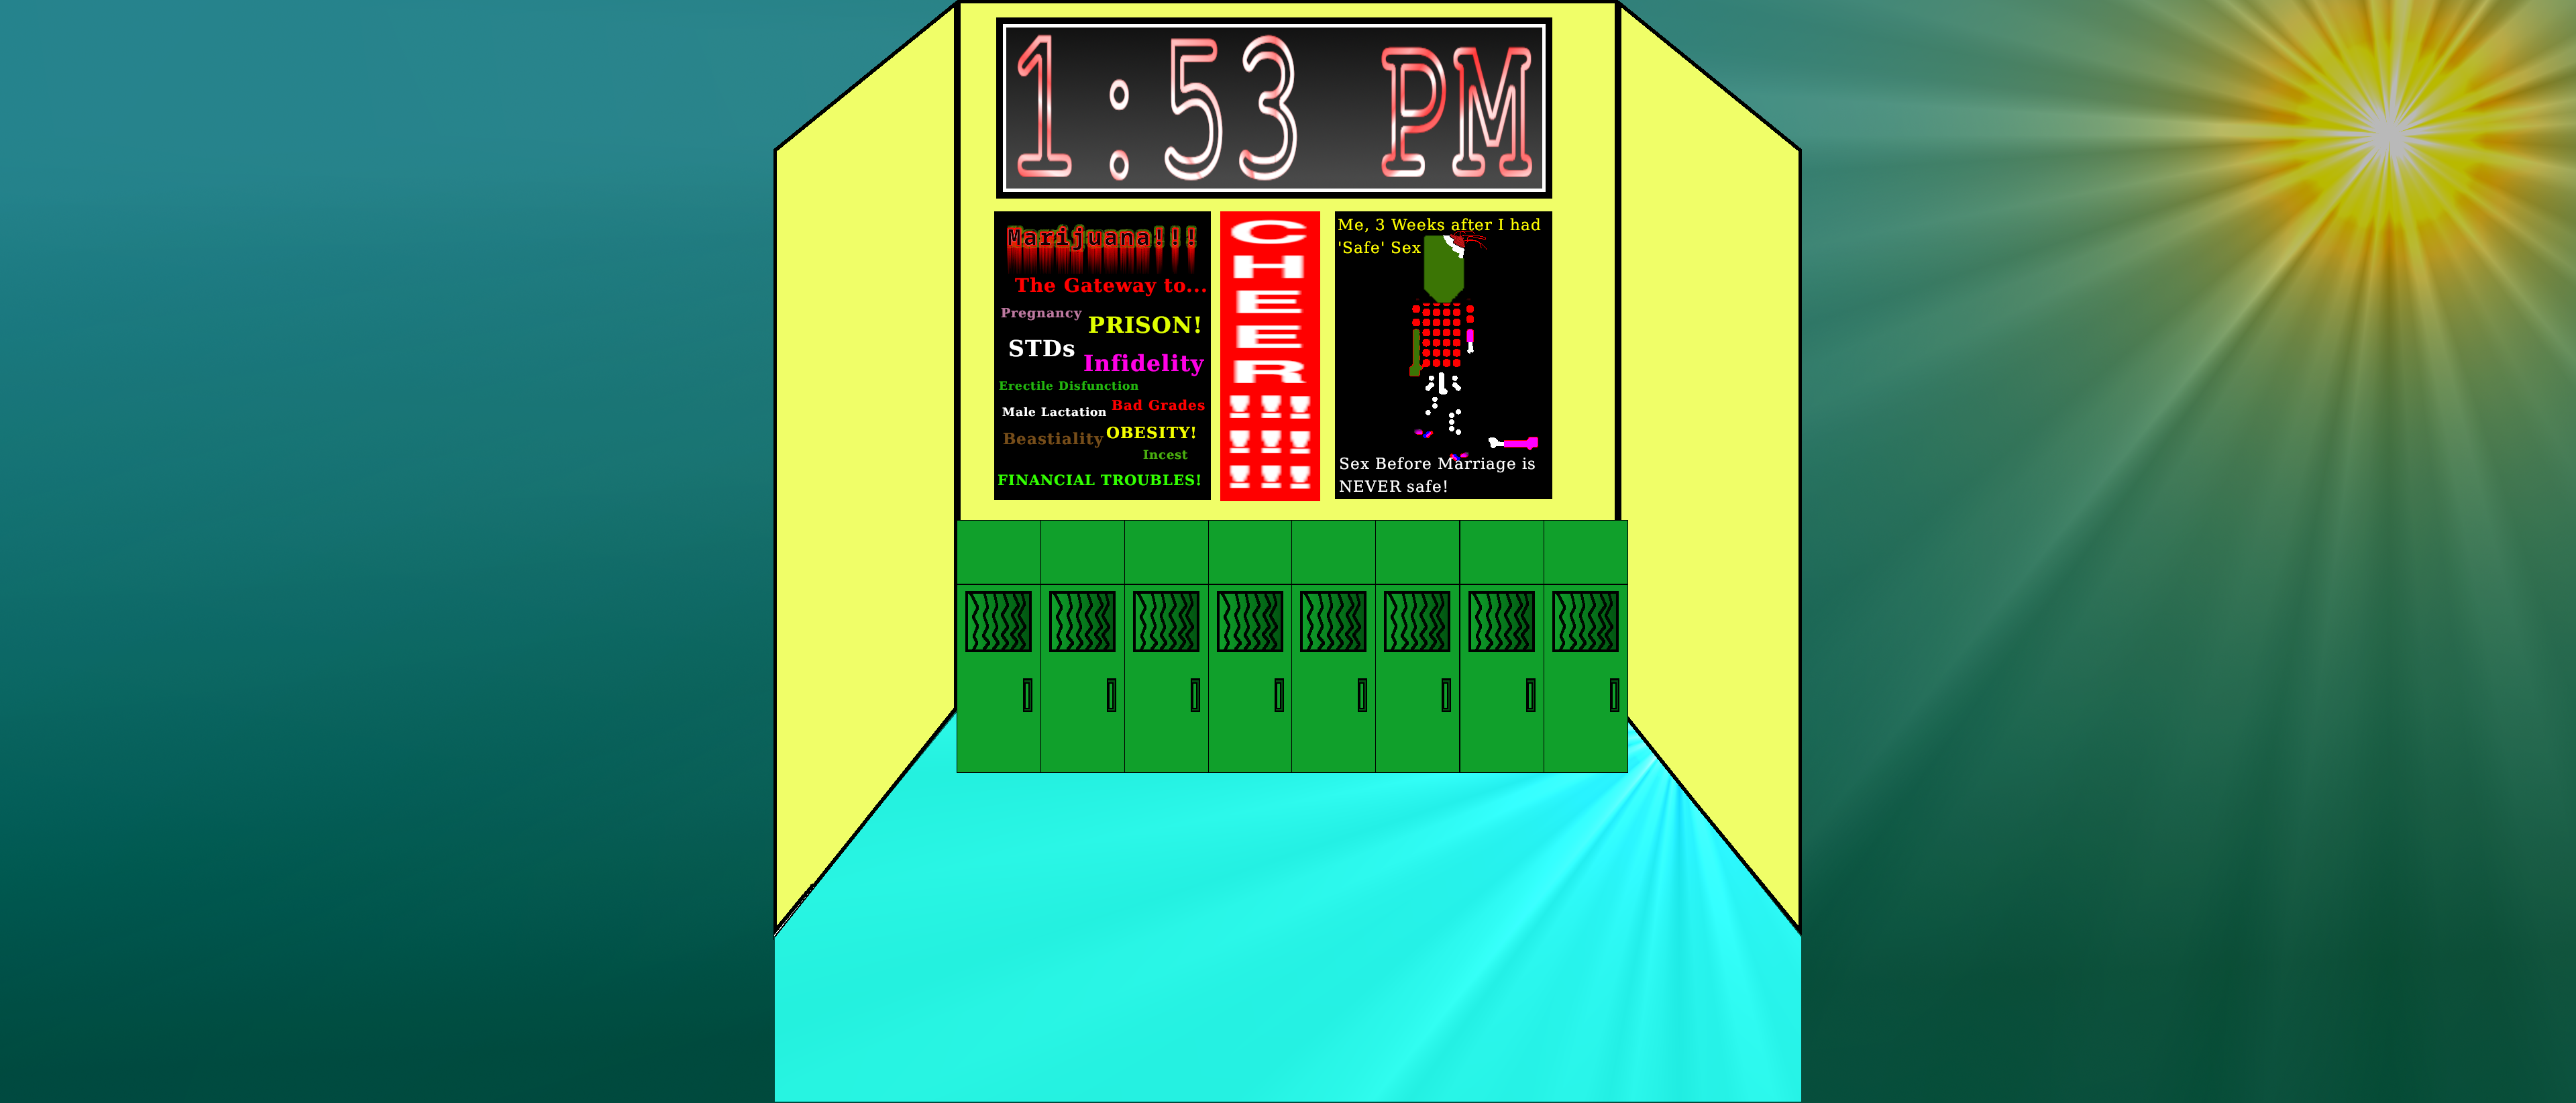 1:53 PM
Marijuana!!!
The Gateway to...
Pregnancy
PRISON!
STDs
Infidelity
Erectile Disfunction
Male Lactation
Bad Grades
Beastiality
OBESITY!
Incest
FINANCIAL TROUBLES!
C
H
E
E
R
!!!
!!!
!!!
Me, 3 Weeks after I had
'Safe' Sex
Sex Before Marriage is
NEVER safe!